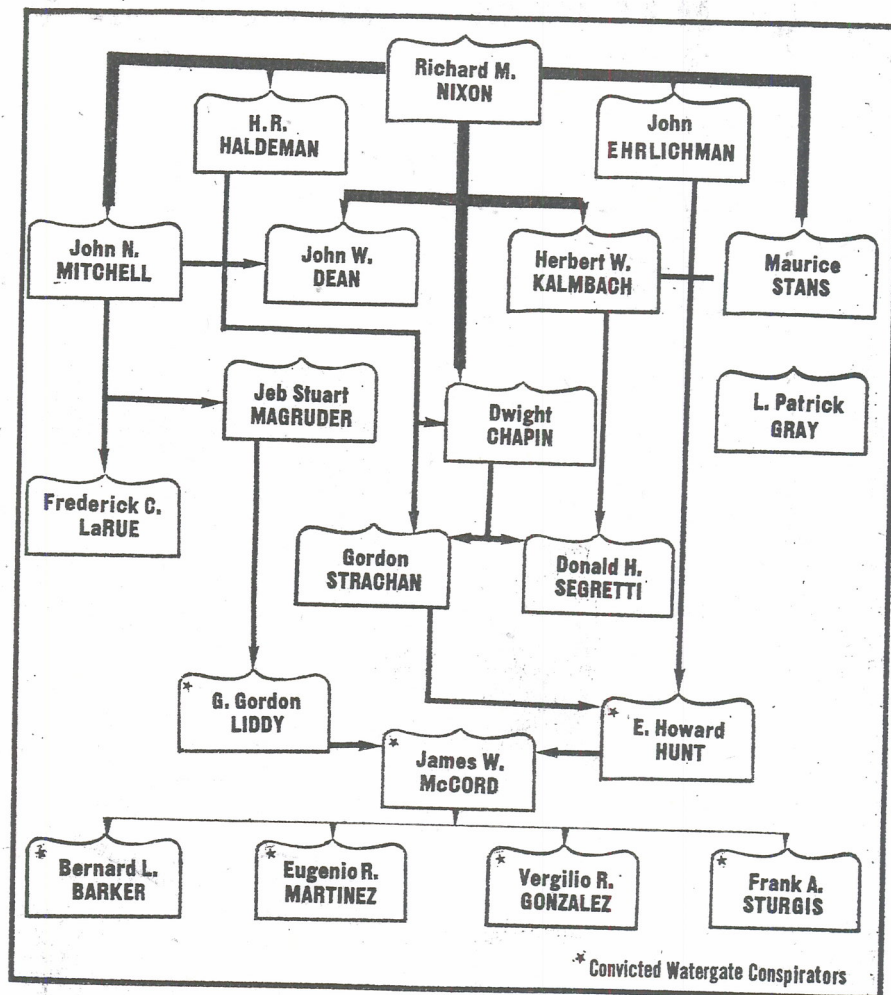 Richard M.
NIXON
H.R.
HALDEMAN
John
EHRLICHMAN
John N.
MITCHELL
John W.
DEAN
Herbert W.
KALMBACH
Maurice
STANS
Jeb Stuart
MAGRUDER
Dwight
CHAPIN
L. Patrick
GRAY
Frederick C.
LaRUE
Gordon
STRACHAN
Donald H.
SEGRETTI
* G. Gordon
LIDDY
* E. Howard
HUNT
* James W.
McCORD
* Bernard L.
BARKER
* Eugenio R.
MARTINEZ
* Vergilio R.
GONZALEZ
* Frank A.
STURGIS
* Convicted Watergate Conspirators